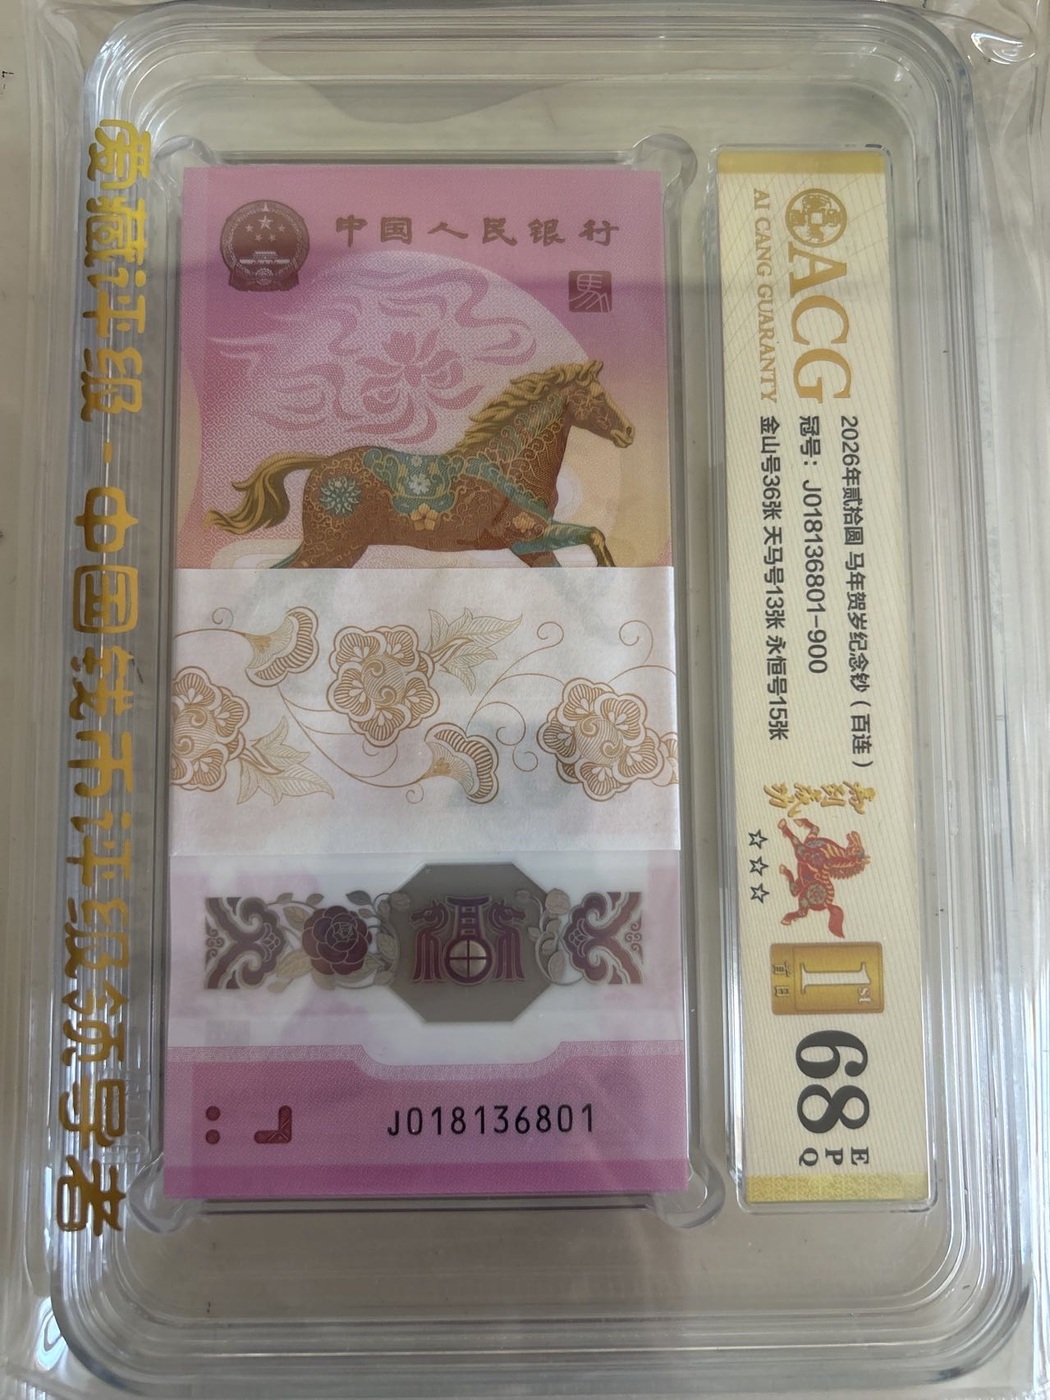 爱藏评级-中国钱币评级领导者
中国人民银行
馬
J018136801
ACG
AI CANG GUARANTY
2026年贰拾圆 马年贺岁纪念钞（百连）
冠号：J018136801-900
金山号36张 天马号13张 永恒号15张
☆☆☆
1ST
首日
68
EPQ